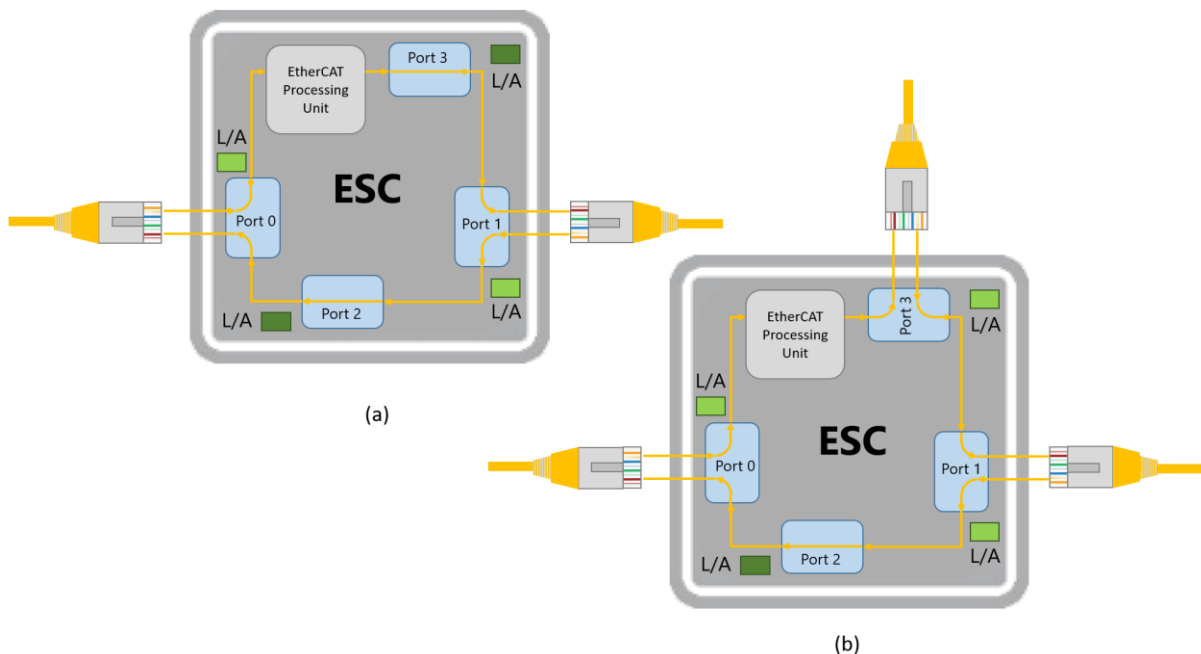 EtherCAT
Processing
Unit
Port 3
L/A
L/A
ESC
Port 0
Port 1
L/A
Port 2
L/A
(a)
EtherCAT
Processing
Unit
Port 3
L/A
L/A
ESC
Port 0
Port 1
L/A
Port 2
L/A
(b)